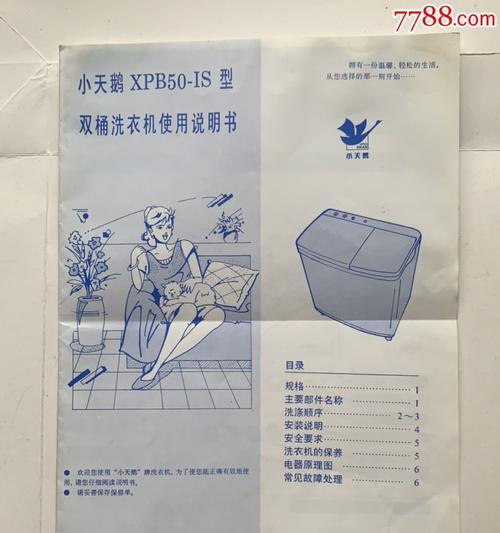 7788.com
小天鹅 XPB50-IS 型
双桶洗衣机使用说明书
拥有一份温馨、轻松的生活,
从您选择的那一刻开始……
小天鹅
目录
规格 1
主要部件名称 1
洗涤顺序 2～3
安装说明 4
安全要求 5
洗衣机的保养 5
电器原理图 6
常见故障处理 6
● 欢迎您使用“小天鹅”牌洗衣机。为了使您能正确有效地使
用,请您仔细阅读说明书。
● 请妥善保存保修单。